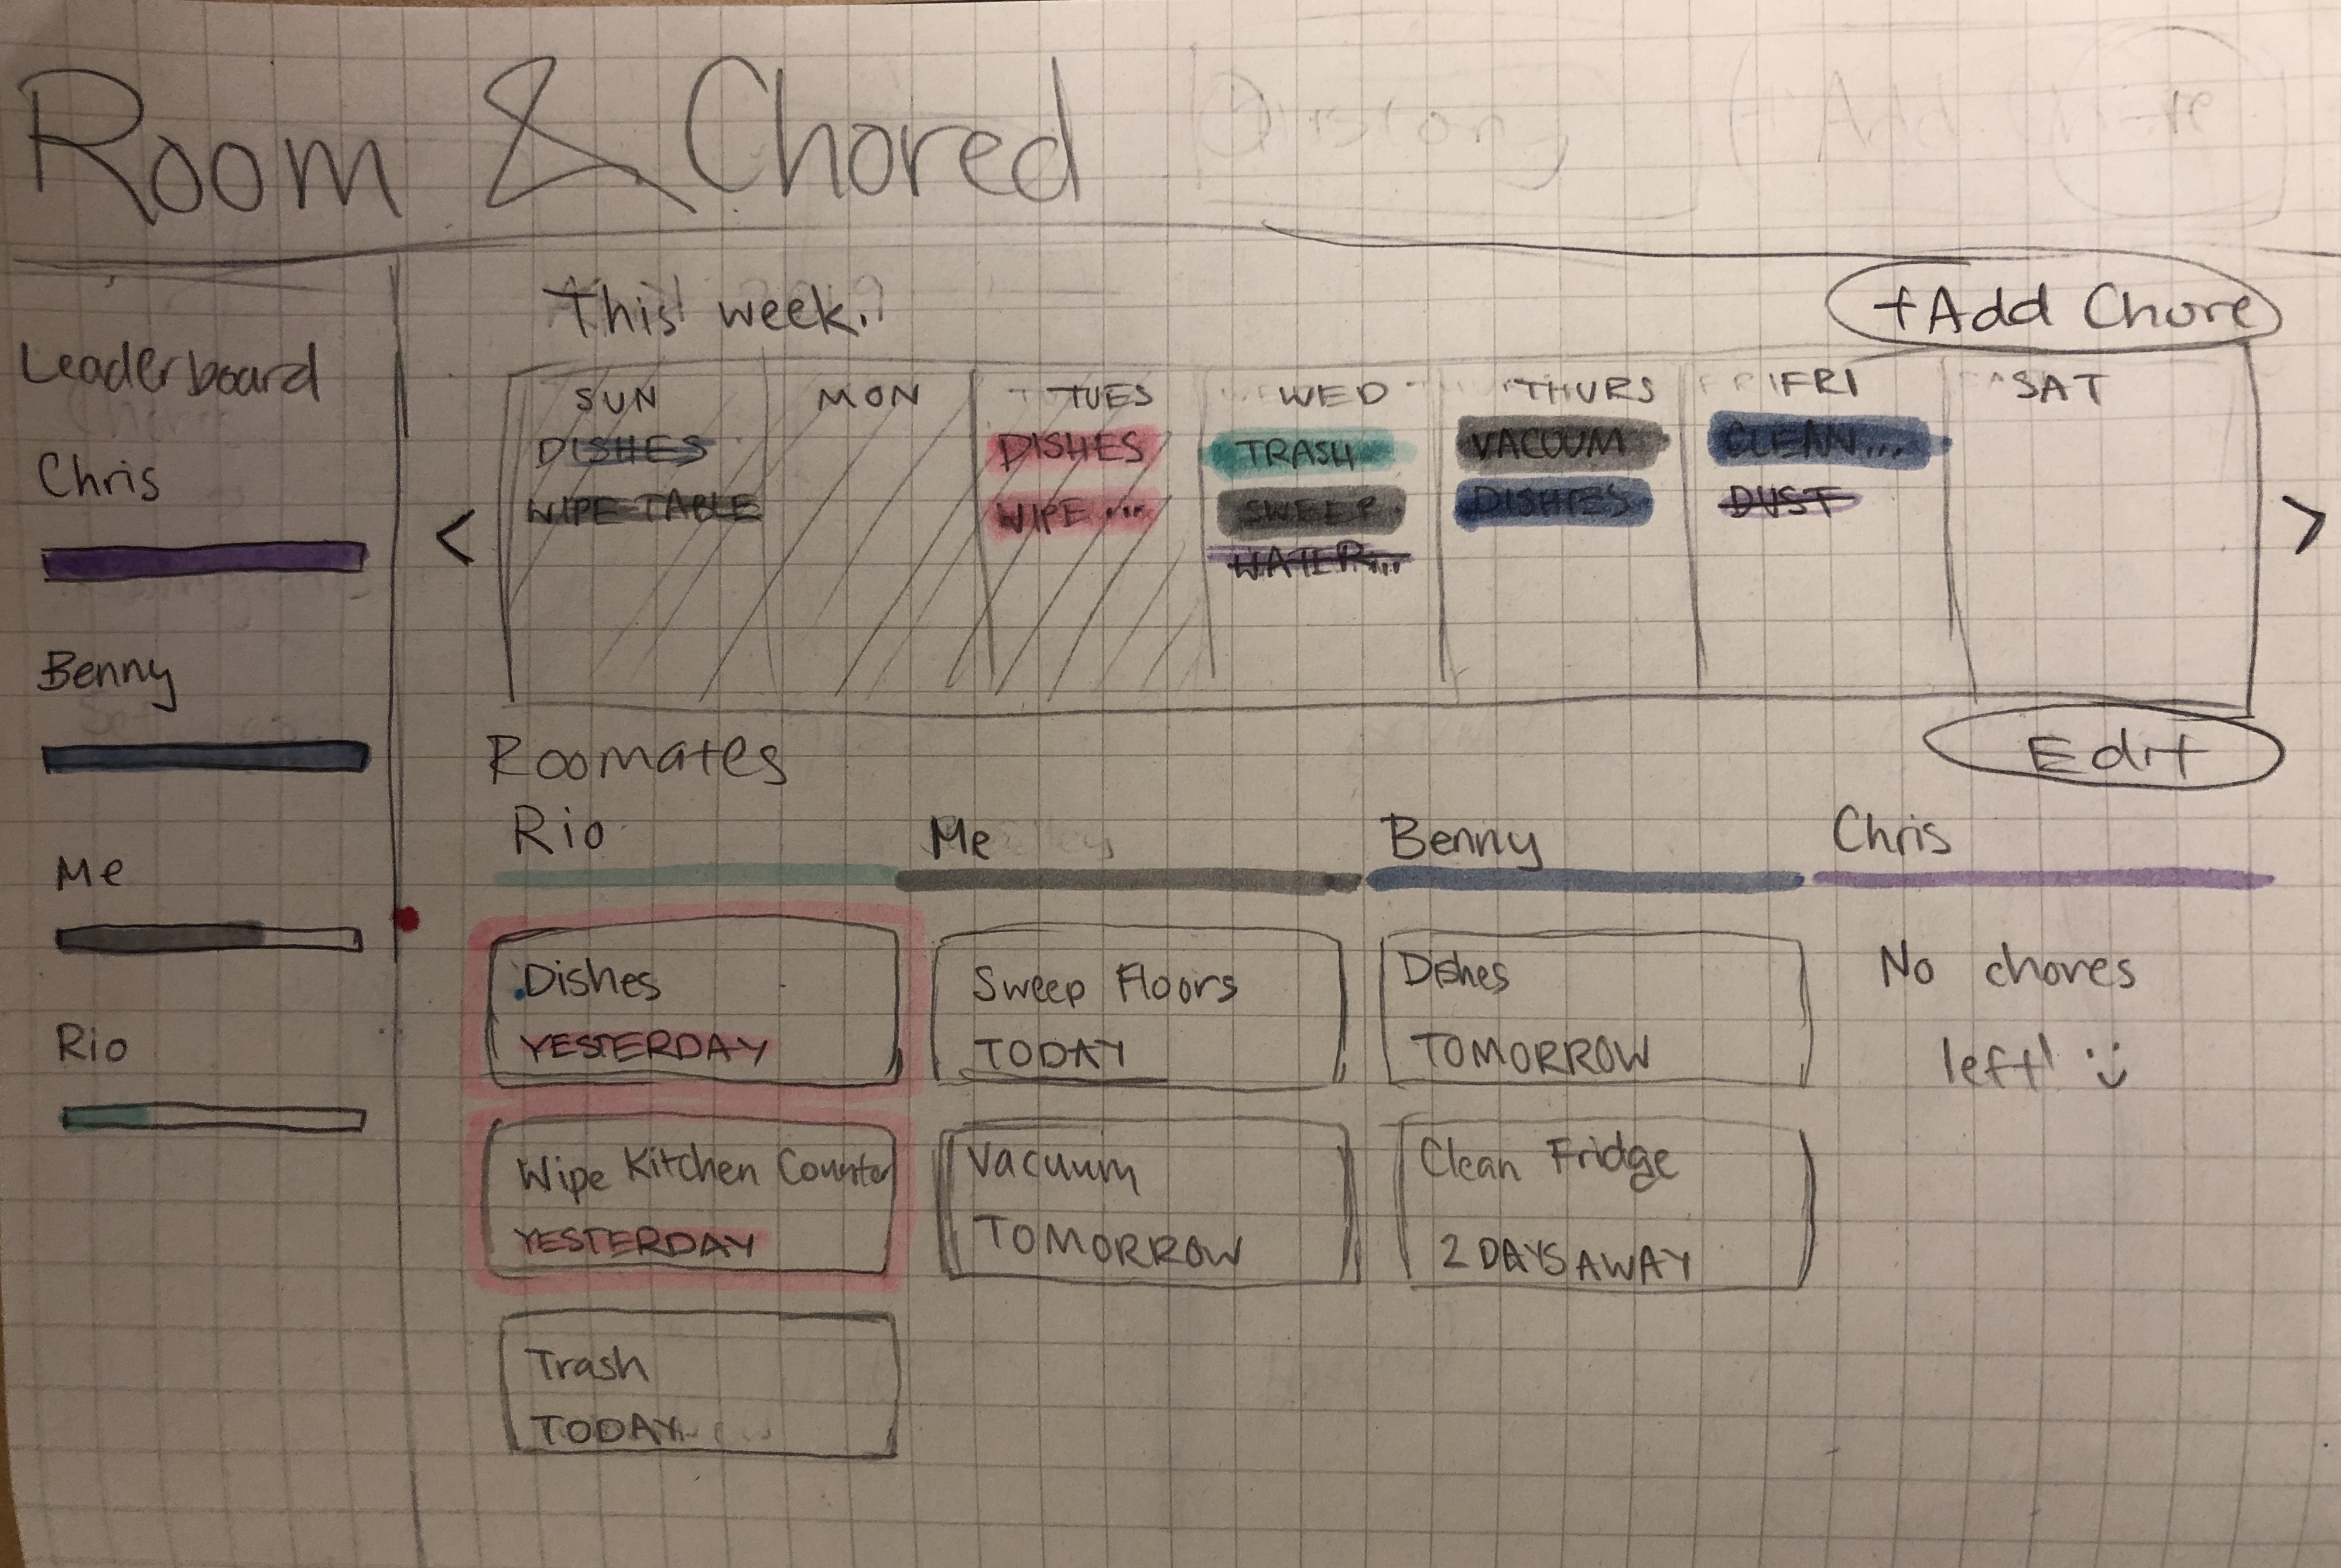 Room & Chored
Leaderboard
Chris
Benny
Me
Rio
This week.
+Add Chore
<
SUN
DISHES
WIPE TABLE
MON
TUES
DISHES
WIPE...
WED
TRASH
SWEEP
WATER...
THURS
VACUUM
DISHES
FRI
CLEAN...
DUST
SAT
>
Roomates
Edit
Rio
Dishes
YESTERDAY
Wipe Kitchen Counter
YESTERDAY
Trash
TODAY
Me
Sweep Floors
TODAY
Vacuum
TOMORROW
Benny
Dishes
TOMORROW
Clean Fridge
2 DAYS AWAY
Chris
No chores
left! :)